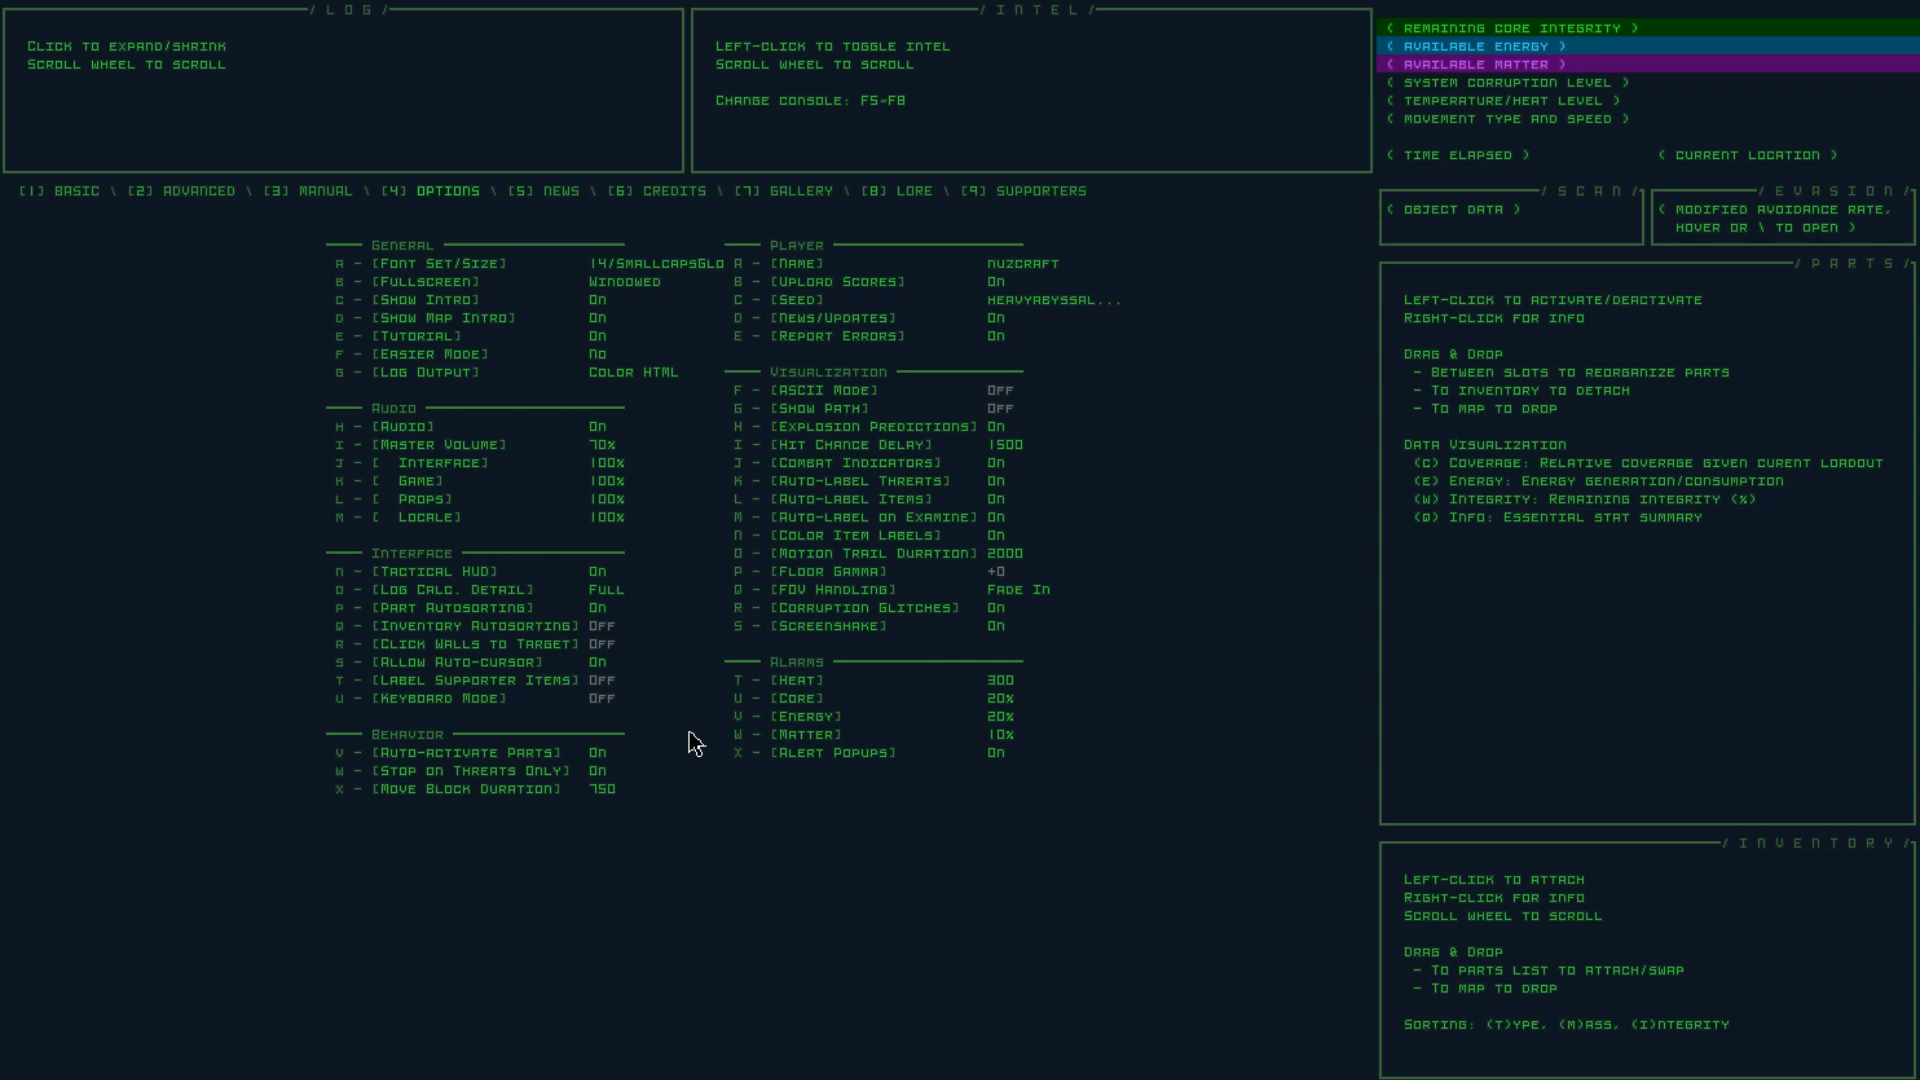 / L O G /
Click to expand/shrink
Scroll wheel to scroll
/ I N T E L /
Left-click to toggle intel
Scroll wheel to scroll
Change console: F5~F8
( Remaining core integrity )
( Available energy )
( Available matter )
( System corruption level )
( Temperature/heat level )
( Movement type and speed )
( Time elapsed ) ( Current location )
[1] Basic \ [2] Advanced \ [3] Manual \ [4] Options \ [5] News \ [6] Credits \ [7] Gallery \ [8] Lore \ [9] Supporters
/ S C A N /
( Object data )
/ E V A S I O N /
( Modified avoidance rate,
hover or \ to open )
General
a - [Font Set/Size] 14/SmallcapsGlo
b - [Fullscreen] Windowed
c - [Show Intro] On
d - [Show Map Intro] On
e - [Tutorial] On
f - [Easier Mode] No
g - [Log Output] Color HTML
Audio
h - [Audio] On
i - [Master Volume] 70%
j - [  Interface] 100%
k - [  Game] 100%
l - [  Props] 100%
m - [  Locale] 100%
Interface
n - [Tactical HUD] On
o - [Log Calc. Detail] Full
p - [Part Autosorting] On
q - [Inventory Autosorting] Off
r - [Click Walls to Target] Off
s - [Allow Auto-cursor] On
t - [Label Supporter Items] Off
u - [Keyboard Mode] Off
Behavior
v - [Auto-activate Parts] On
w - [Stop on Threats Only] On
x - [Move Block Duration] 750
Player
A - [Name] nuzcraft
B - [Upload Scores] On
C - [Seed] HeavyAbyssal...
D - [News/Updates] On
E - [Report Errors] On
Visualization
F - [ASCII Mode] Off
G - [Show Path] Off
H - [Explosion Predictions] On
I - [Hit Chance Delay] 1500
J - [Combat Indicators] On
K - [Auto-label Threats] On
L - [Auto-label Items] On
M - [Auto-label on Examine] On
N - [Color Item Labels] On
O - [Motion Trail Duration] 2000
P - [Floor Gamma] +0
Q - [FOV Handling] Fade In
R - [Corruption Glitches] On
S - [Screenshake] On
Alarms
T - [Heat] 300
U - [Core] 20%
V - [Energy] 20%
W - [Matter] 10%
X - [Alert Popups] On
/ P A R T S /
Left-click to activate/deactivate
Right-click for info
Drag & Drop
- Between slots to reorganize parts
- To inventory to detach
- To map to drop
Data Visualization
(C) Coverage: Relative coverage given curent loadout
(E) Energy: Energy generation/consumption
(W) Integrity: Remaining integrity (%)
(Q) Info: Essential stat summary
/ I N V E N T O R Y /
Left-click to attach
Right-click for info
Scroll wheel to scroll
Drag & Drop
- To parts list to attach/swap
- To map to drop
Sorting: (T)ype, (M)ass, (I)ntegrity